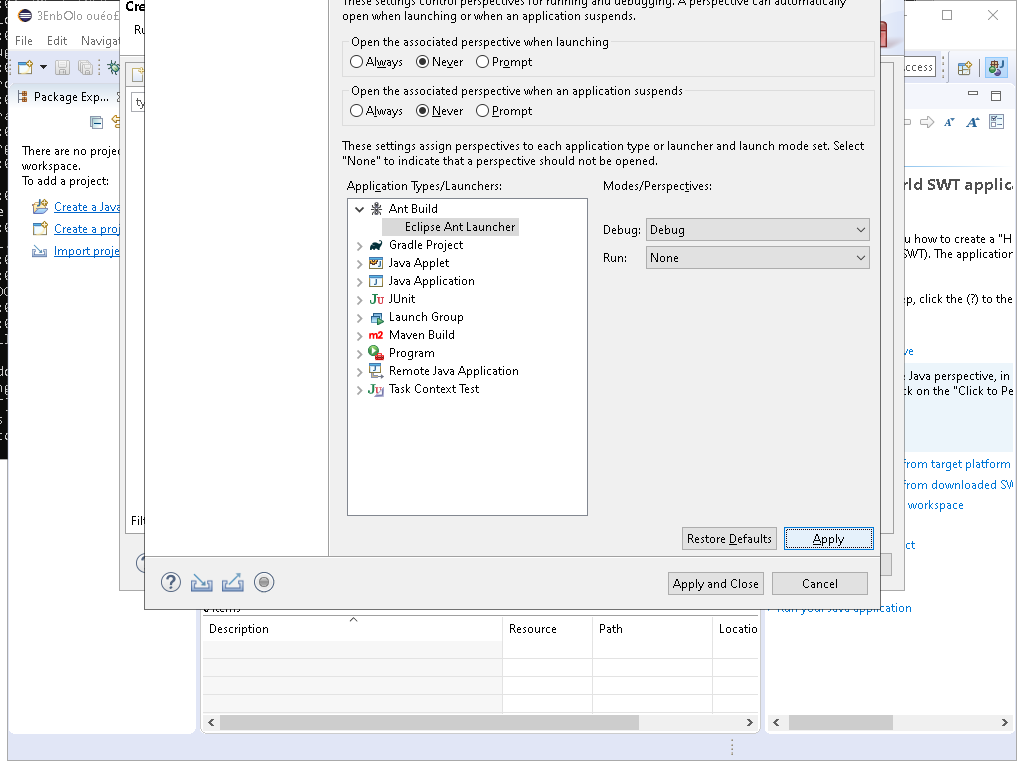 3EnbOlo ouéof
Cre
These settings control perspectives for running and debugging. A perspective can automatically
open when launching or when an application suspends.
File Edit Navigat
Ru
Open the associated perspective when launching
Always Never Prompt
ccess
Open the associated perspective when an application suspends
Always Never Prompt
Package Exp...
ty
There are no proje
workspace.
To add a project:
Create a Java
Create a proj
Import proje
These settings assign perspectives to each application type or launcher and launch mode set. Select
"None" to indicate that a perspective should not be opened.
Application Types/Launchers:
Modes/Perspectives:
Ant Build
Eclipse Ant Launcher
Gradle Project
Java Applet
Java Application
JUnit
Launch Group
Maven Build
Program
Remote Java Application
Task Context Test
Debug: Debug
Run: None
rld SWT applic
u how to create a "H
SWT). The application
ep, click the (?) to the
ve
Java perspective, in
ck on the "Click to Pe
from target platform
from downloaded SW
workspace
ct
Filt
Restore Defaults Apply
Apply and Close Cancel
0 items
Run your Java application
Description Resource Path Locatio